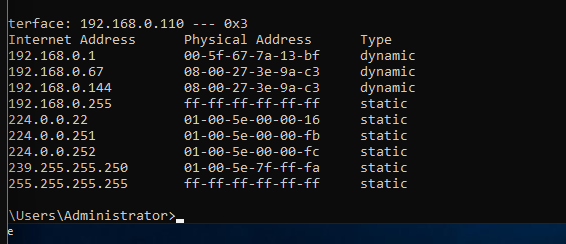 terface: 192.168.0.110 --- 0x3
Internet Address Physical Address Type
192.168.0.1 00-5f-67-7a-13-bf dynamic
192.168.0.67 08-00-27-3e-9a-c3 dynamic
192.168.0.144 08-00-27-3e-9a-c3 dynamic
192.168.0.255 ff-ff-ff-ff-ff-ff static
224.0.0.22 01-00-5e-00-00-16 static
224.0.0.251 01-00-5e-00-00-fb static
224.0.0.252 01-00-5e-00-00-fc static
239.255.255.250 01-00-5e-7f-ff-fa static
255.255.255.255 ff-ff-ff-ff-ff-ff static
\Users\Administrator>
e